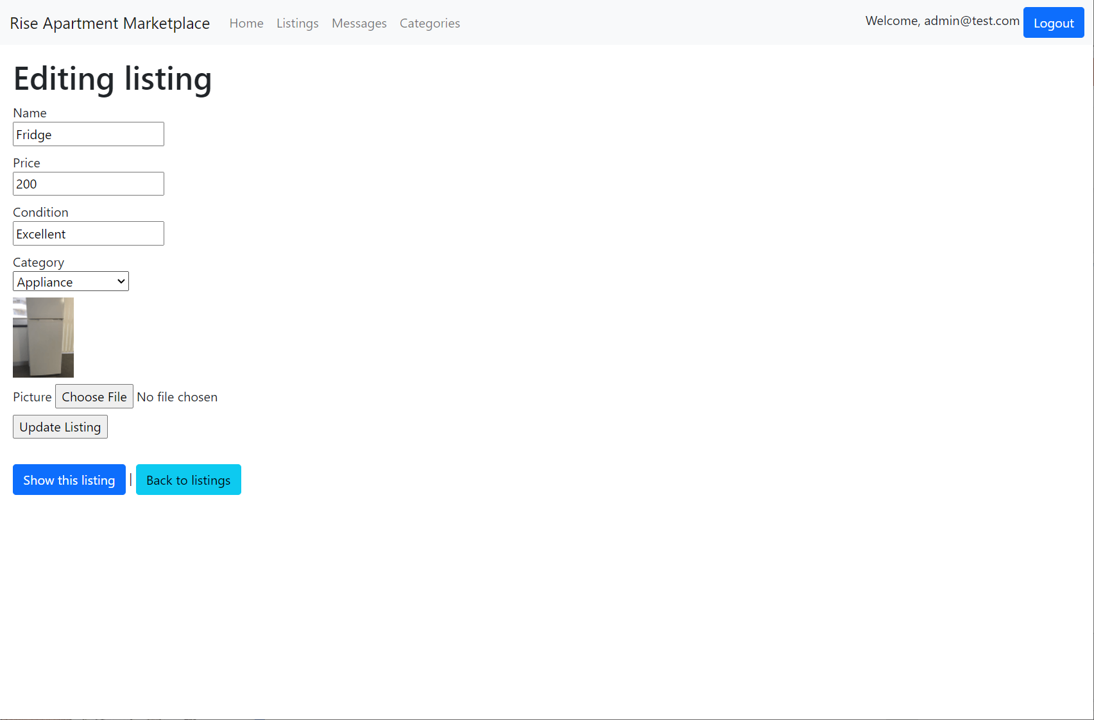 Rise Apartment Marketplace Home Listings Messages Categories Welcome, admin@test.com Logout
Editing listing
Name
Fridge
Price
200
Condition
Excellent
Category
Appliance
Picture Choose File No file chosen
Update Listing
Show this listing | Back to listings